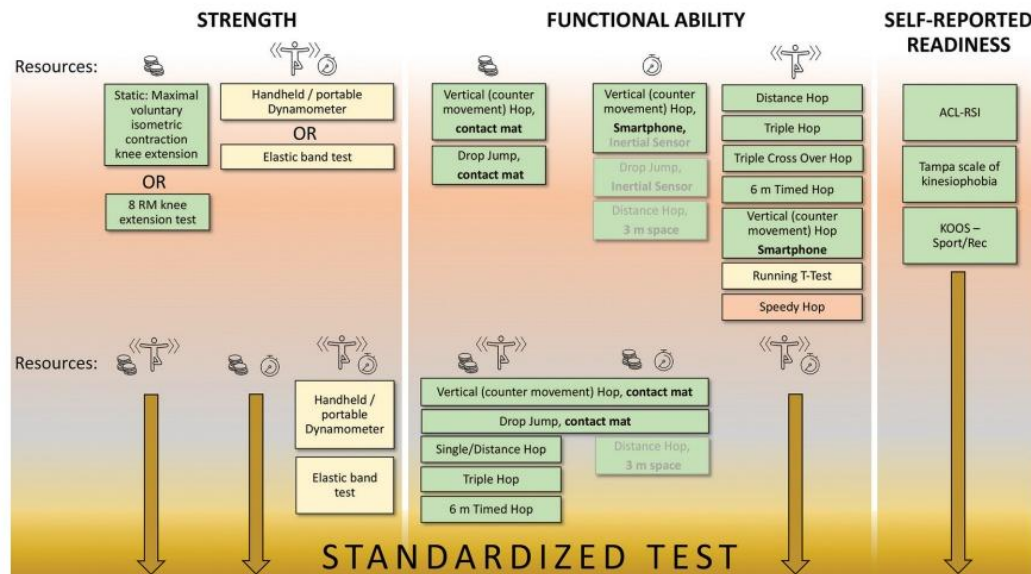 STRENGTH
FUNCTIONAL ABILITY
SELF-REPORTED
READINESS
Resources:
Static: Maximal
voluntary
isometric
contraction
knee extension
OR
8 RM knee
extension test
Handheld / portable
Dynamometer
OR
Elastic band test
Vertical (counter
movement) Hop,
contact mat
Drop Jump,
contact mat
Vertical (counter
movement) Hop,
Smartphone,
Inertial Sensor
Drop Jump,
Inertial Sensor
Distance Hop,
3 m space
Distance Hop
Triple Hop
Triple Cross Over Hop
6 m Timed Hop
Vertical (counter
movement) Hop
Smartphone
Running T-Test
Speedy Hop
ACL-RSI
Tampa scale of
kinesiophobia
KOOS –
Sport/Rec
Resources:
Handheld /
portable
Dynamometer
Elastic band
test
Vertical (counter movement) Hop, contact mat
Drop Jump, contact mat
Single/Distance Hop
Triple Hop
6 m Timed Hop
Distance Hop,
3 m space
STANDARDIZED TEST